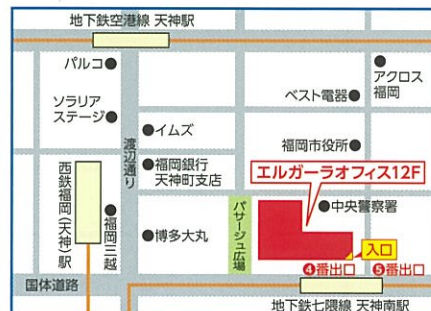 地下鉄空港線 天神駅
パルコ
アクロス
福岡
ソラリア
ステージ
ベスト電器
イムズ
渡辺通り
福岡市役所
福岡銀行
天神町支店
エルガーラオフィス12F
西鉄福岡(天神)駅
福岡三越
パサージュ広場
中央警察署
博多大丸
入口
④番出口
⑤番出口
国体道路
地下鉄七隈線 天神南駅